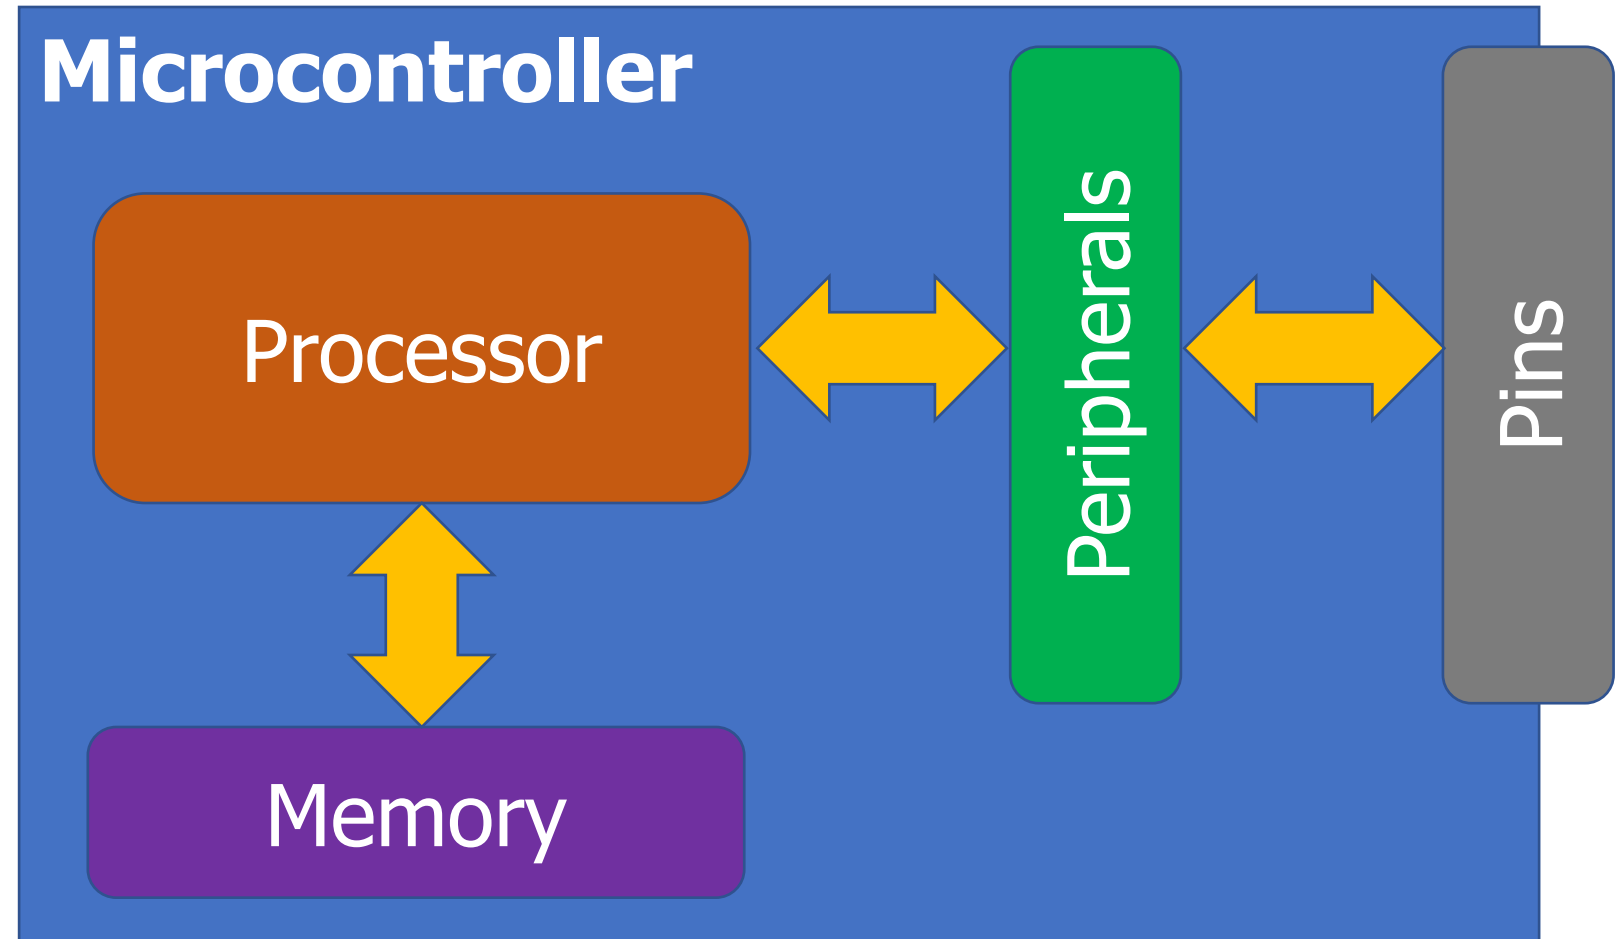 Microcontroller
Processor
Peripherals
Pins
Memory